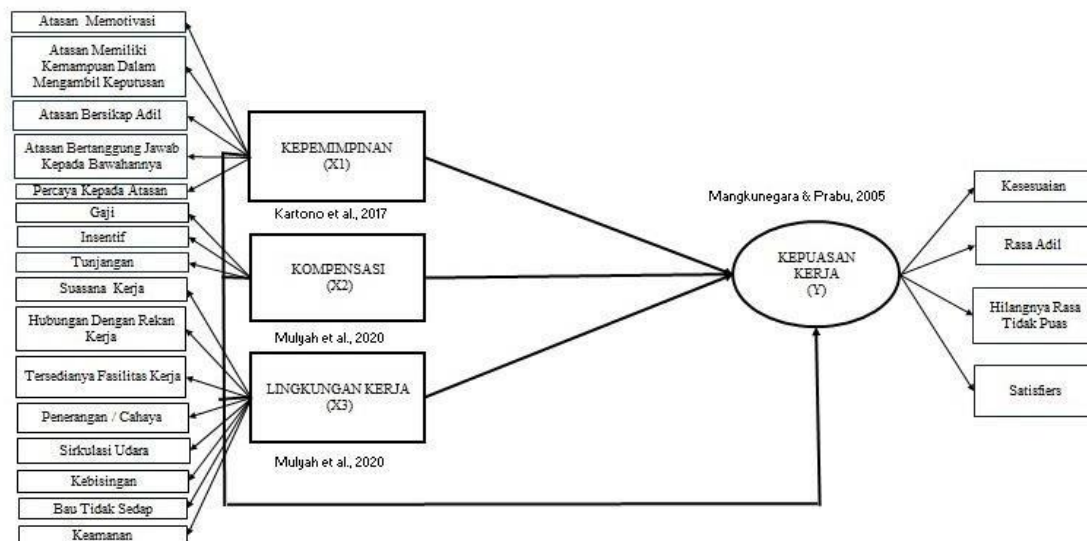 Atasan Memotivasi
Atasan Memiliki
Kemampuan Dalam
Mengambil Keputusan
Atasan Bersikap Adil
Atasan Bertanggung Jawab
Kepada Bawahannya
Percaya Kepada Atasan
Gaji
Insentif
Tunjangan
Suasana Kerja
Hubungan Dengan Rekan
Kerja
Tersedianya Fasilitas Kerja
Penerangan / Cahaya
Sirkulasi Udara
Kebisingan
Bau Tidak Sedap
Keamanan
KEPEMIMPINAN
(X1)
Kartono et al., 2017
KOMPENSASI
(X2)
Mulyah et al., 2020
LINGKUNGAN KERJA
(X3)
Mulyah et al., 2020
Mangkunegara & Prabu, 2005
KEPUASAN
KERJA
(Y)
Kesesuaian
Rasa Adil
Hilangnya Rasa
Tidak Puas
Satisfiers